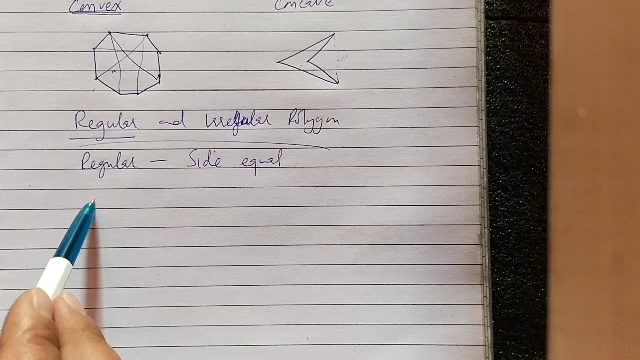 Convex Concave
Regular and Irregular Polygon
Regular — Side equal